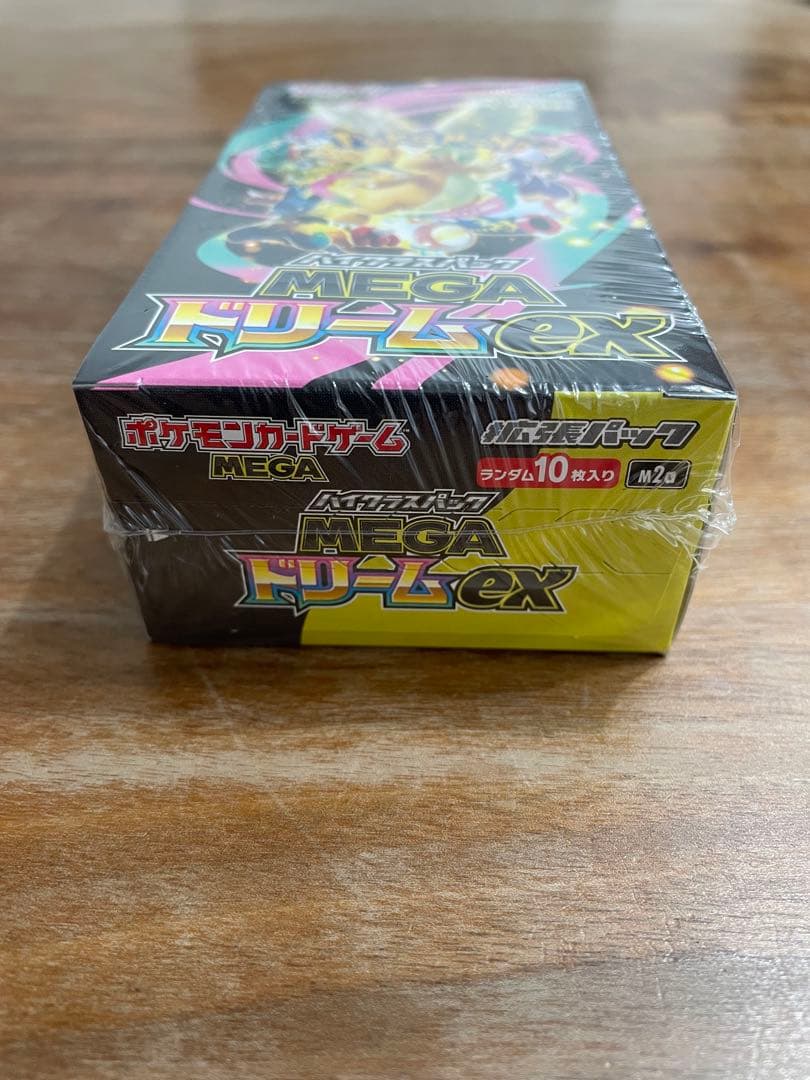 ハイクラスパック
MEGA
ドリームex
ポケモンカードゲーム
MEGA
拡張パック
ランダム10枚入り
M2a
ハイクラスパック
MEGA
ドリームex